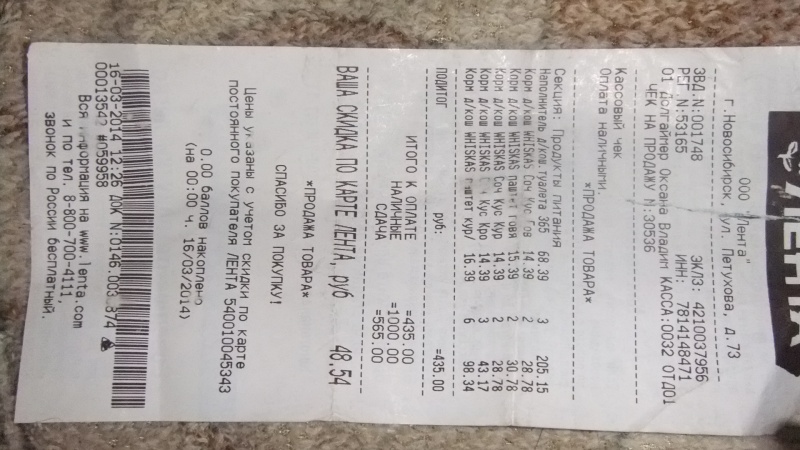 ЛЕНТА
ООО "Лента"
г.Новосибирск, ул. Петухова, д.73
ЗВД.N:001748 ЭКЛЗ: 4210037956
РЕГ.N:53165 ИНН: 7814148471
01 Долгаймер Оксана Владим КАССА:0032 ОТД01
ЧЕК НА ПРОДАЖУ N:30536
*ПРОДАЖА ТОВАРА*
Кассовый чек
Оплата наличными.
Секция: Продукты питания
Наполнитель д/кош.туалета 365 68.39 3 205.15
Корм д/кош WHISKAS Соч Кус Гов 14.39 2 28.78
Корм д/кош WHISKAS паштет говя 15.39 2 30.78
Корм д/кош WHISKAS Соч Кус Кур 14.39 2 28.78
Корм д/кош WHISKAS Кус Кро 14.39 3 43.17
Корм д/кош WHISKAS паштет кур/ 16.39 6 98.34
ПОДИТОГ руб: =435.00
ИТОГО К ОПЛАТЕ =435.00
НАЛИЧНЫЕ =1000.00
СДАЧА =565.00
ВАША СКИДКА ПО КАРТЕ ЛЕНТА, руб 48.54
*ПРОДАЖА ТОВАРА*
СПАСИБО ЗА ПОКУПКУ!
Цены указаны с учетом скидки по карте
постоянного покупателя ЛЕНТА 540010045343
0.00 баллов накоплено
(на 00:00 ч. 16/03/2014)
16-03-2014 12:26 ДОК N:0146.003.374
00013542 #059958
Вся информация на www.lenta.com
и по тел. 8-800-700-4111,
звонок по России бесплатный.